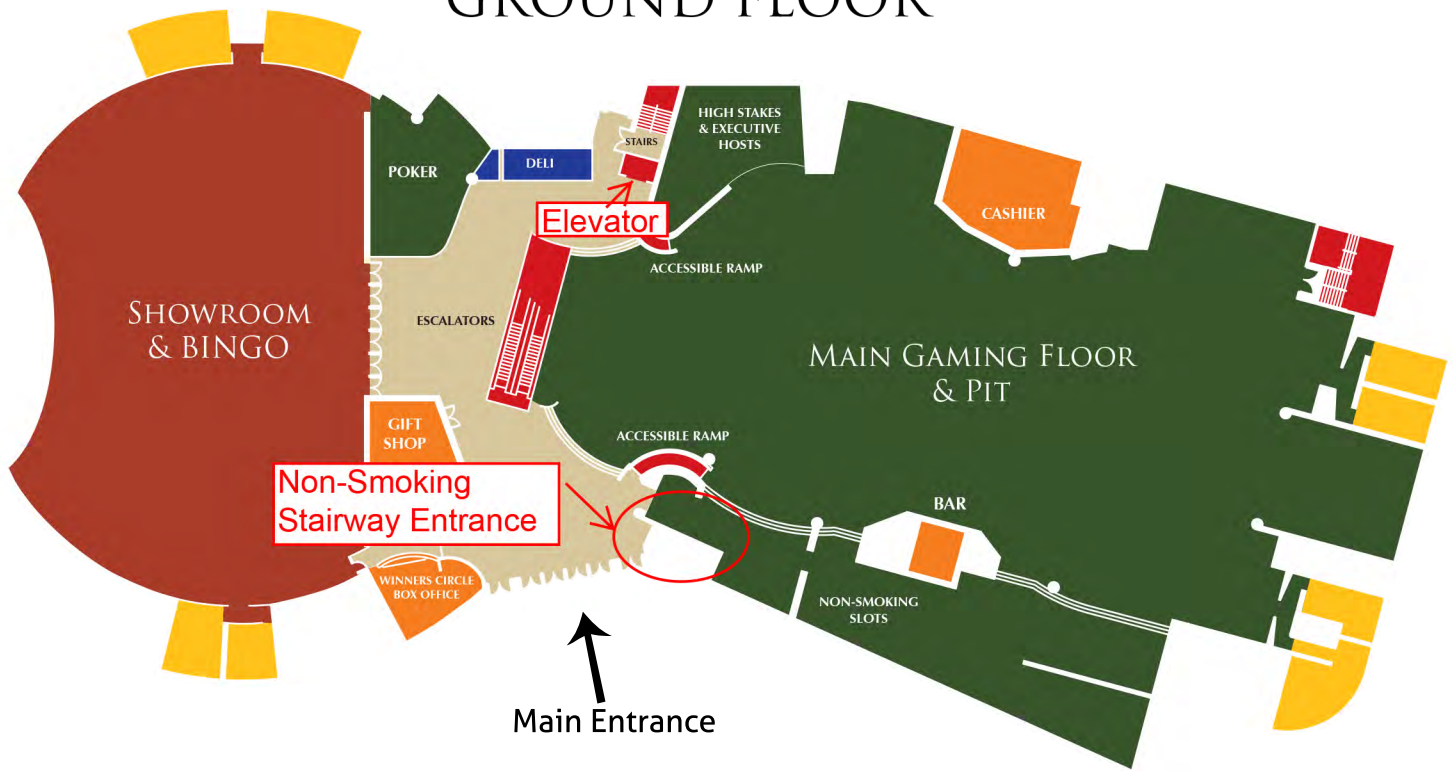 GROUND FLOOR
HIGH STAKES
& EXECUTIVE
HOSTS
STAIRS
DELI
POKER
Elevator
CASHIER
ACCESSIBLE RAMP
SHOWROOM
& BINGO
ESCALATORS
MAIN GAMING FLOOR
& PIT
GIFT
SHOP
ACCESSIBLE RAMP
Non-Smoking
Stairway Entrance
BAR
WINNERS CIRCLE
BOX OFFICE
NON-SMOKING
SLOTS
Main Entrance